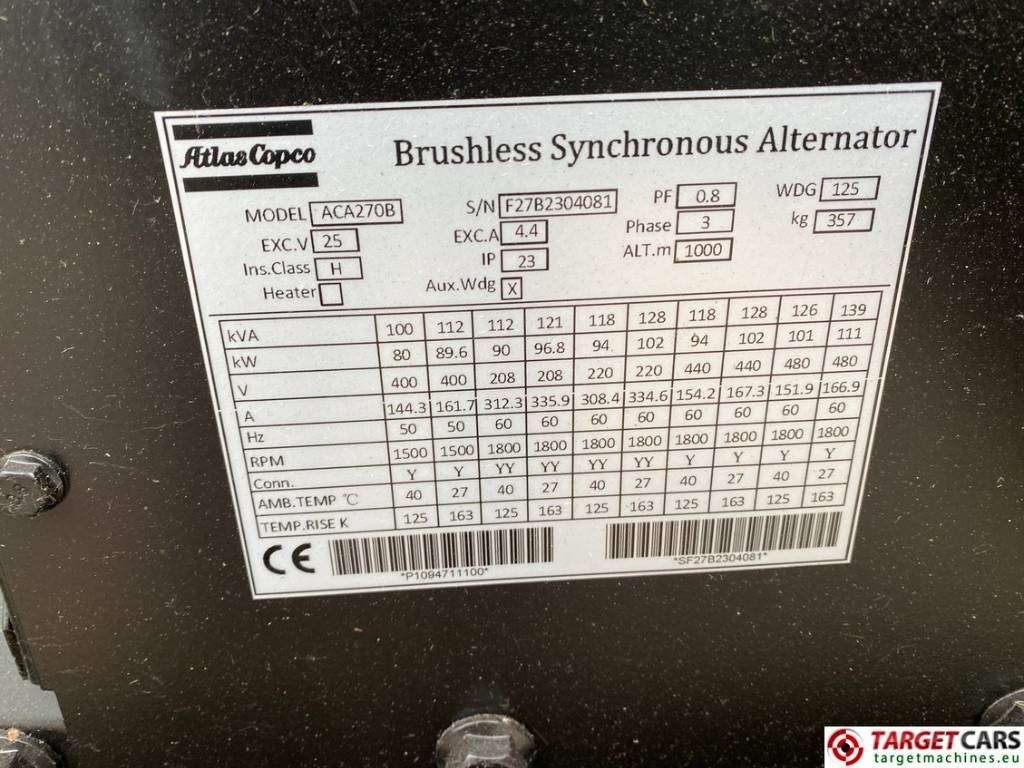 Atlas Copco
Brushless Synchronous Alternator
MODEL ACA270B S/N F27B2304081 PF 0.8 WDG 125
EXC.V 25 EXC.A 4.4 Phase 3 kg 357
Ins.Class H IP 23 ALT.m 1000
Heater Aux.Wdg X
kVA 100 112 112 121 118 128 118 128 126 139
kW 80 89.6 90 96.8 94 102 94 102 101 111
V 400 400 208 208 220 220 440 440 480 480
A 144.3 161.7 312.3 335.9 308.4 334.6 154.2 167.3 151.9 166.9
Hz 50 50 60 60 60 60 60 60 60 60
RPM 1500 1500 1800 1800 1800 1800 1800 1800 1800 1800
Conn. Y Y YY YY YY YY Y Y Y Y
AMB.TEMP °C 40 27 40 27 40 27 40 27 40 27
TEMP.RISE K 125 163 125 163 125 163 125 163 125 163
CE
*P1094711100*
*SF27B2304081*
TARGETCARS
targetmachines.eu